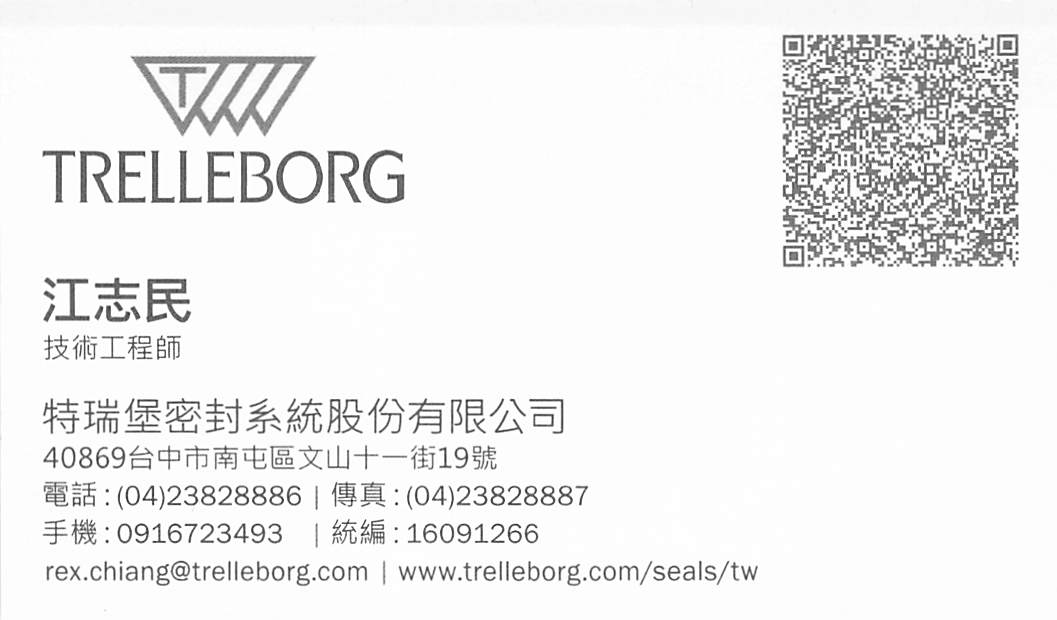 TRELLEBORG
江志民
技術工程師
特瑞堡密封系統股份有限公司
40869台中市南屯區文山十一街19號
電話:(04)23828886 | 傳真:(04)23828887
手機:0916723493 | 統編:16091266
rex.chiang@trelleborg.com | www.trelleborg.com/seals/tw